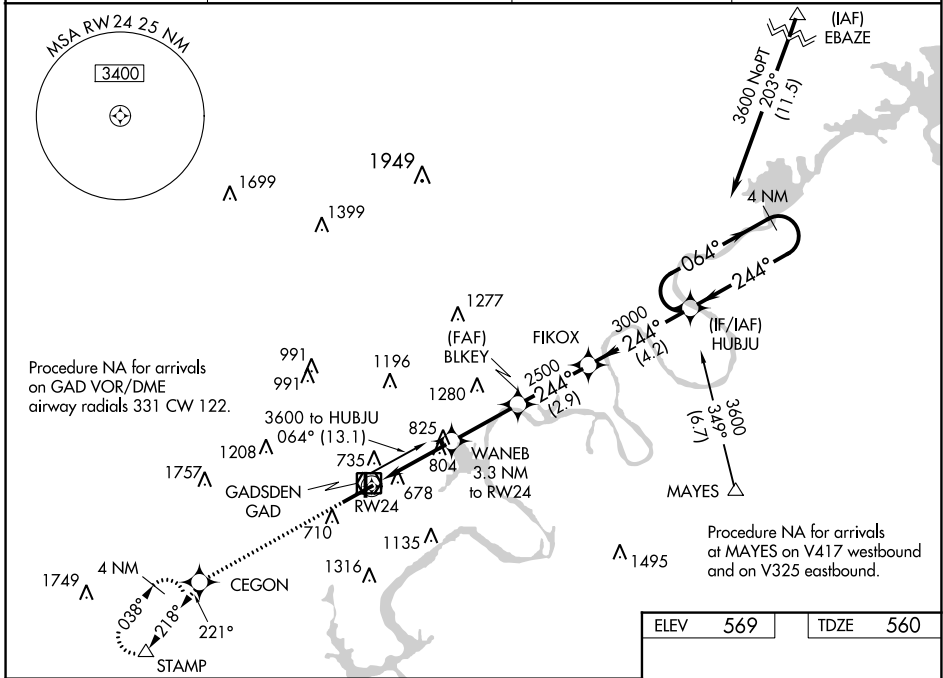 MSA RW24 25 NM
3400
(IAF)
EBAZE
3600 NoPT
203°
(11.5)
1949
1699
1399
4 NM
064°
244°
1277
(FAF)
BLKEY
FIKOX
3000
244°
(4.2)
(IF/IAF)
HUBJU
Procedure NA for arrivals
on GAD VOR/DME
airway radials 331 CW 122.
991
991
1196
1280
2500
244°
(2.9)
3600 to HUBJU
064° (13.1)
825
804
WANEB
3.3 NM
to RW24
3600
349°
(6.7)
MAYES
1208
735
1757
GADSDEN
GAD
RW24
678
710
1135
1316
1495
Procedure NA for arrivals
at MAYES on V417 westbound
and on V325 eastbound.
1749
4 NM
CEGON
038°
218°
221°
STAMP
ELEV 569
TDZE 560